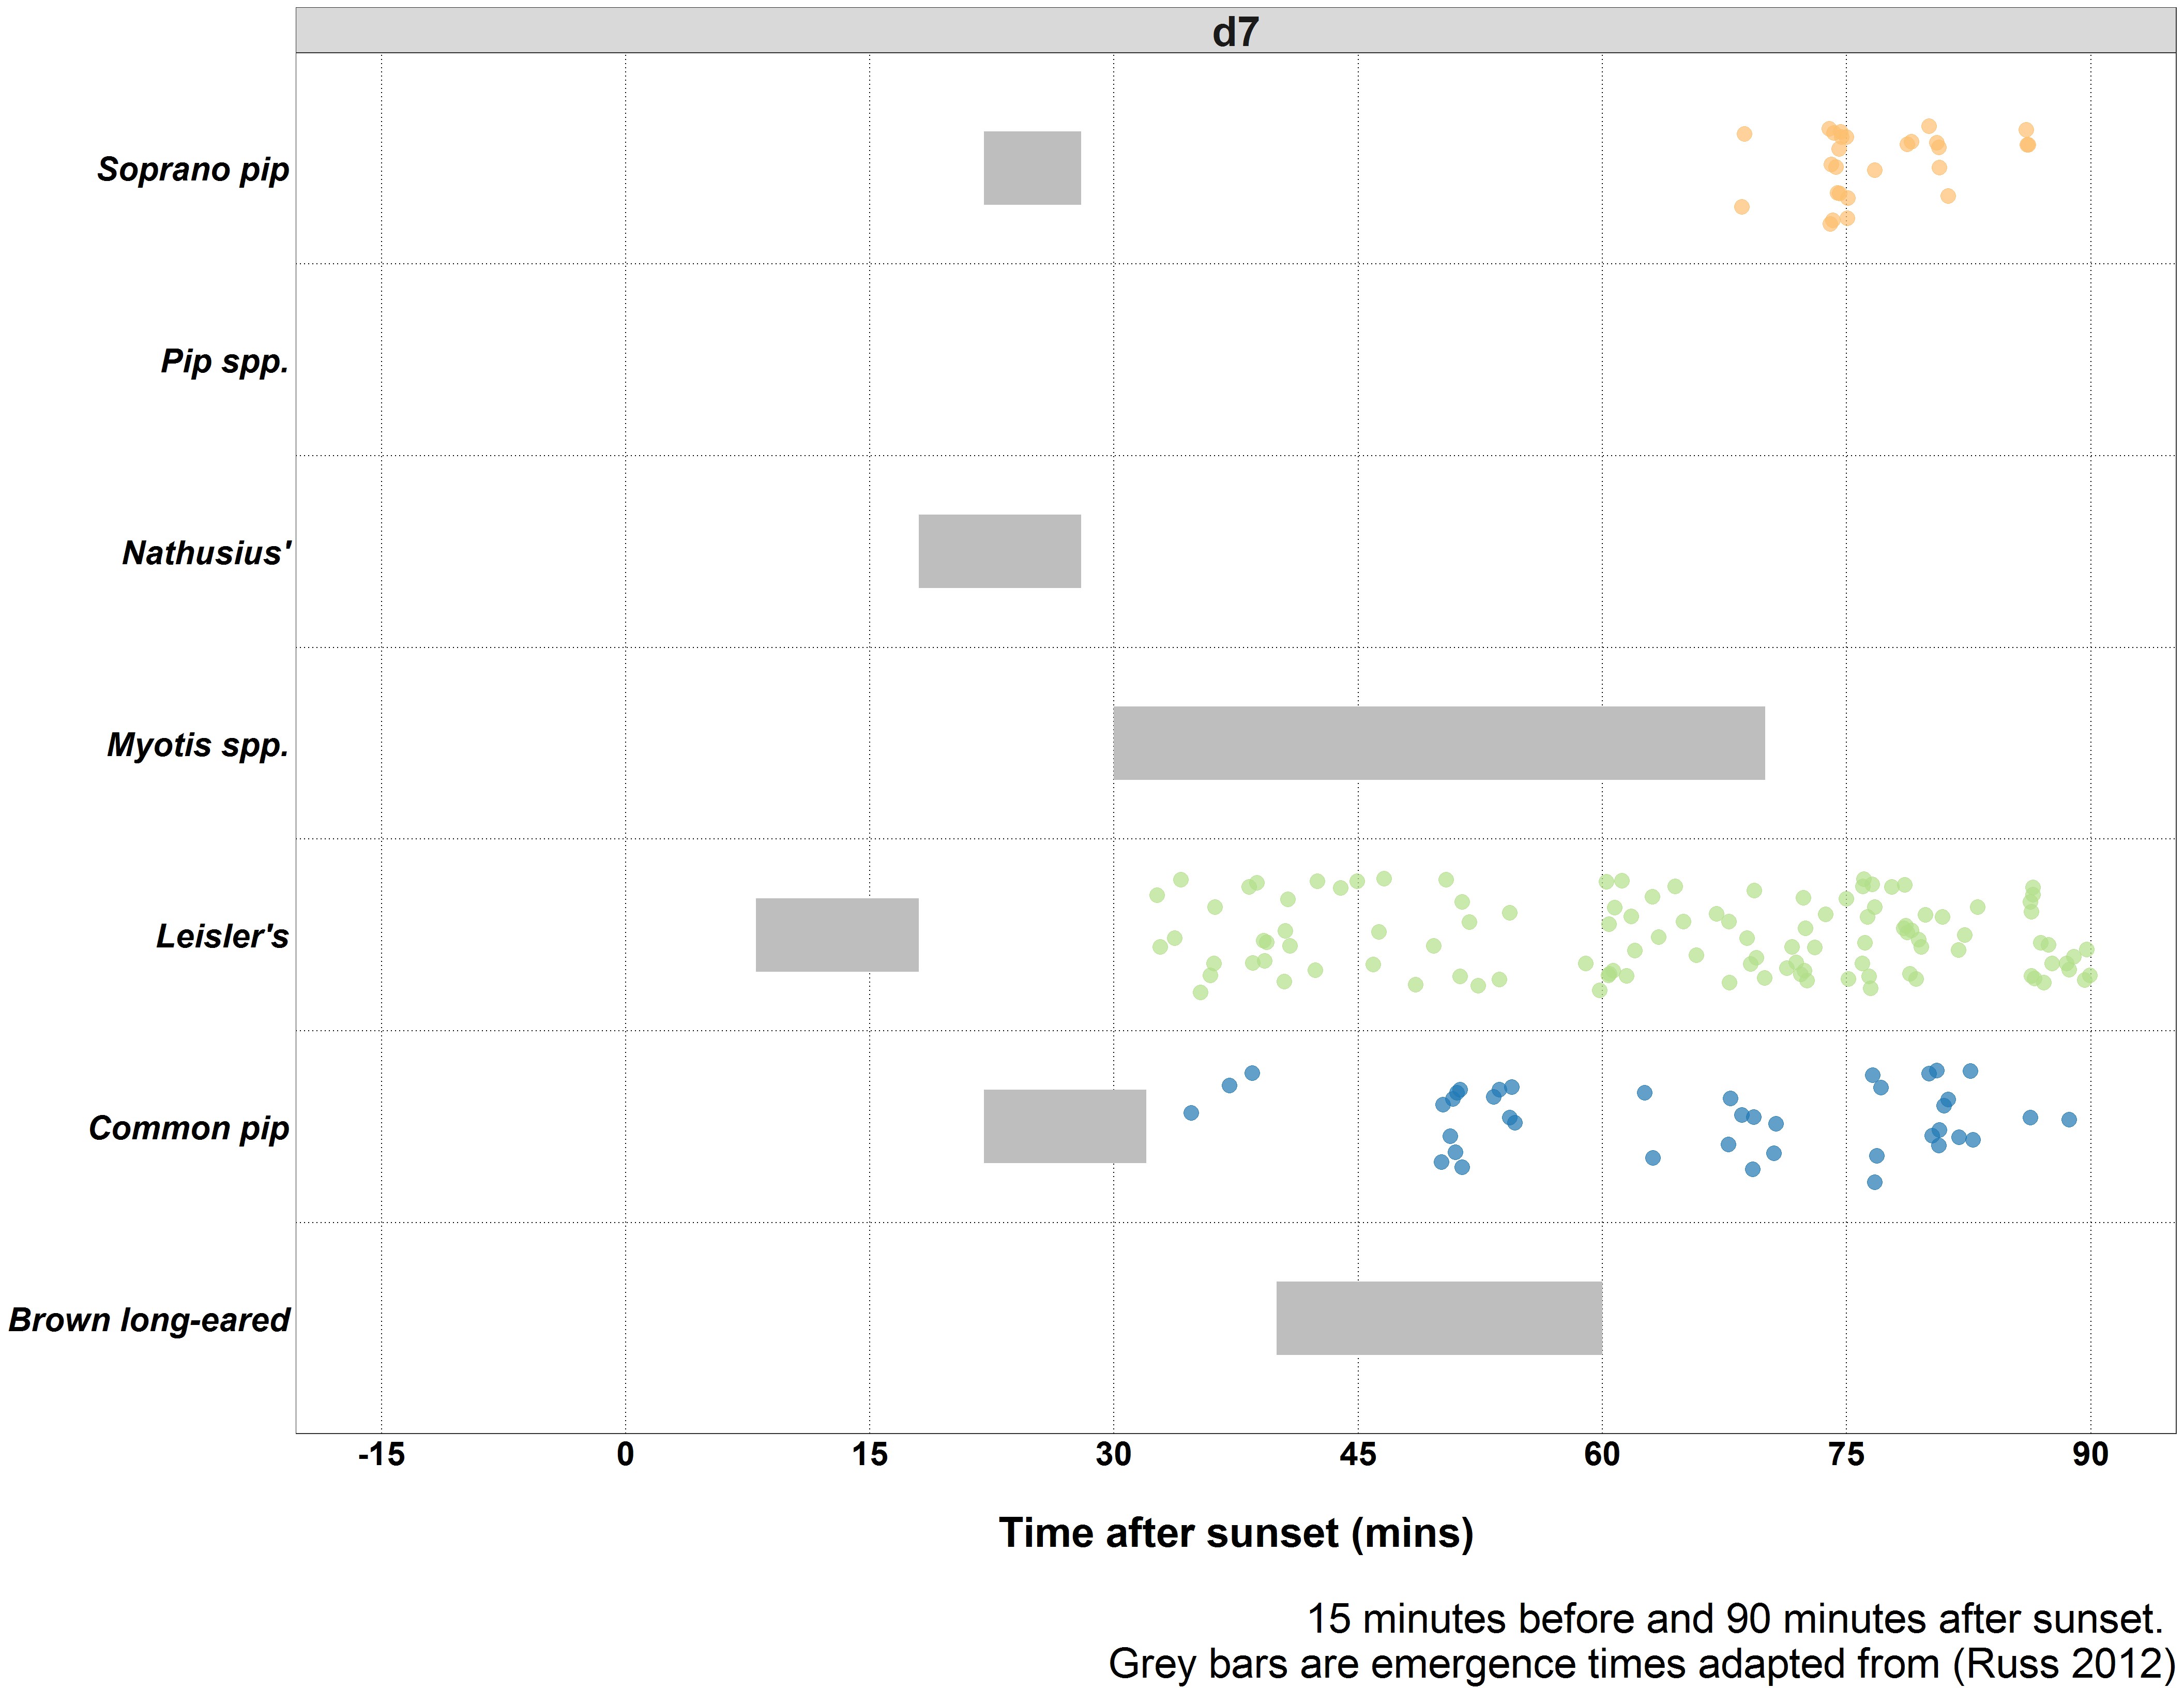 d7
Soprano pip
Pip spp.
Nathusius'
Myotis spp.
Leisler's
Common pip
Brown long-eared
-15 0 15 30 45 60 75 90
Time after sunset (mins)
15 minutes before and 90 minutes after sunset.
Grey bars are emergence times adapted from (Russ 2012)